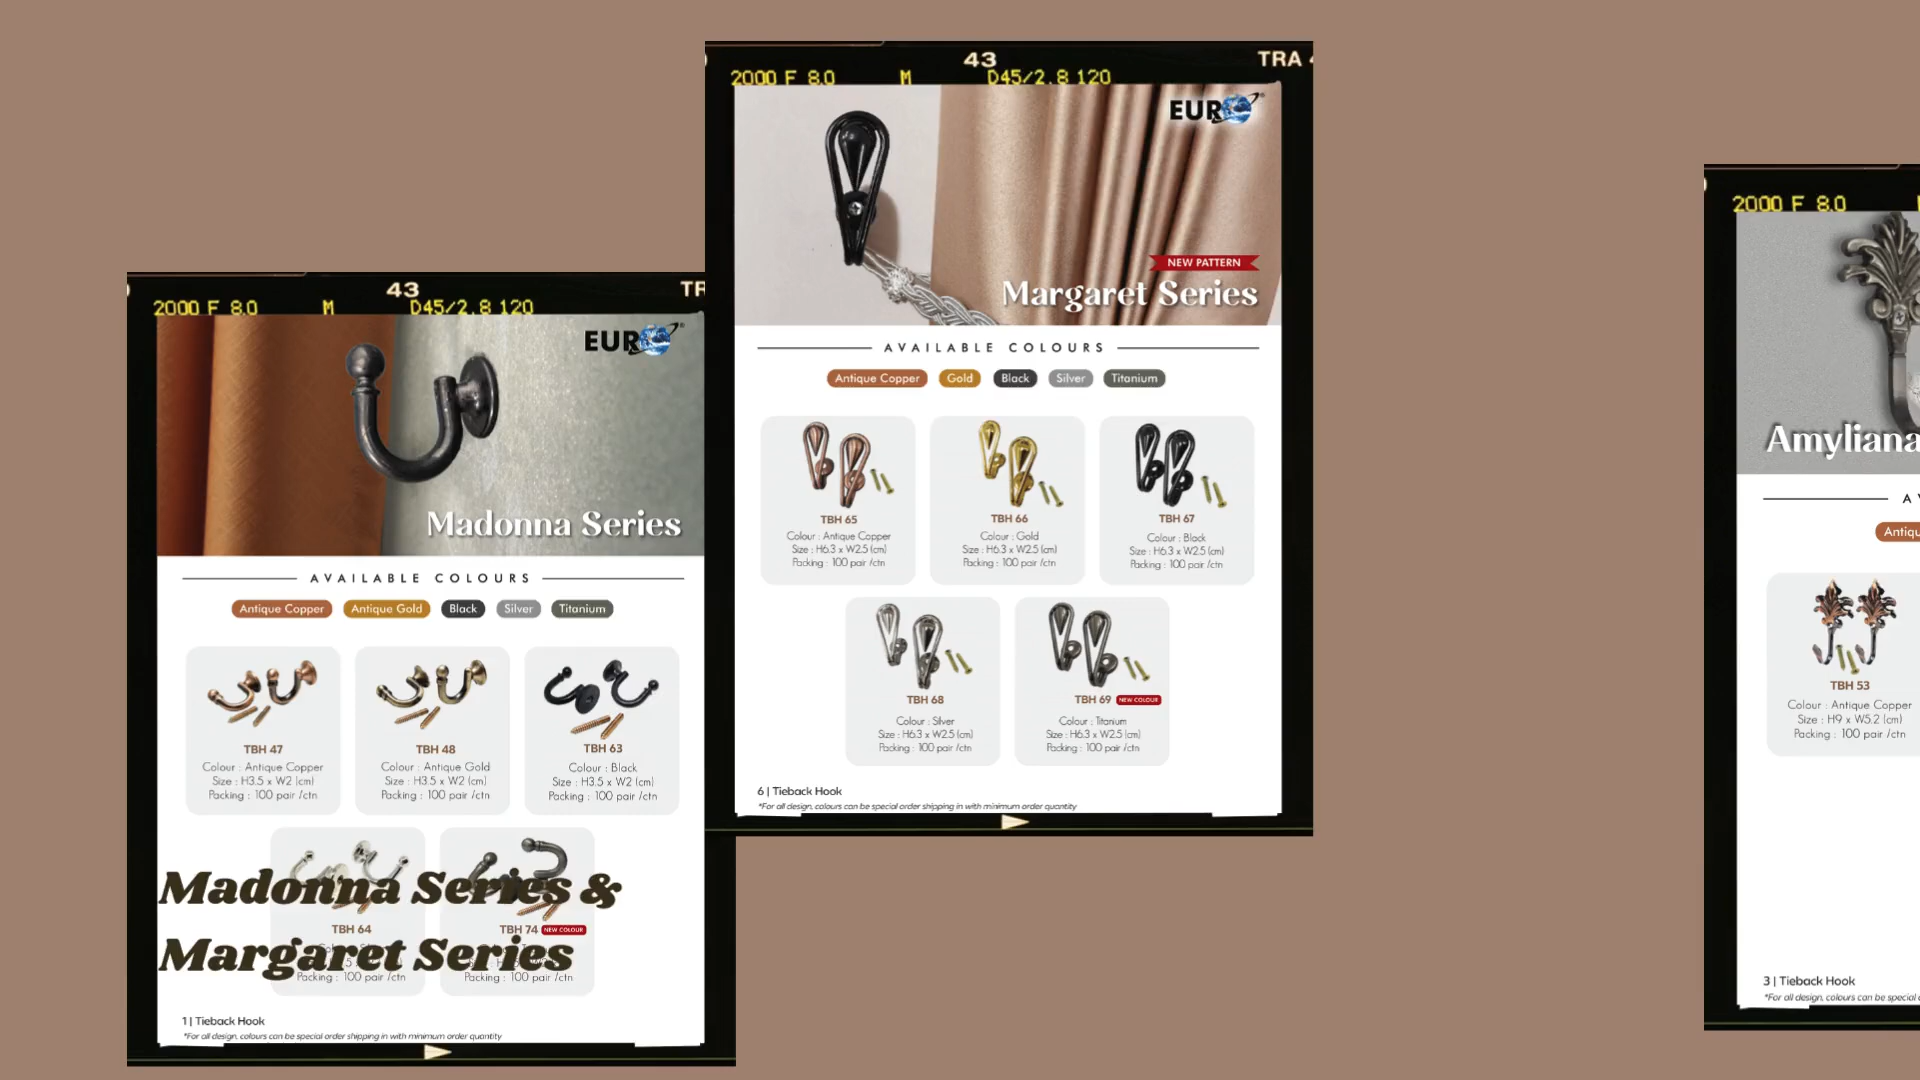 43
TR
2000 F 8.0 M D45/2.8 120
EURO
Madonna Series
AVAILABLE COLOURS
Antique Copper Antique Gold Black Silver Titanium
TBH 47
Colour : Antique Copper
Size : H3.5 x W2 (cm)
Packing : 100 pair /ctn
TBH 48
Colour : Antique Gold
Size : H3.5 x W2 (cm)
Packing : 100 pair /ctn
TBH 63
Colour : Black
Size : H3.5 x W2 (cm)
Packing : 100 pair /ctn
TBH 64
Packing : 100 pair /ctn
TBH 74 NEW COLOUR
Packing : 100 pair /ctn
Madonna Series &
Margaret Series
1 | Tieback Hook
*For all design, colours can be special order shipping in with minimum order quantity
43
TRA
2000 F 8.0 M D45/2.8 120
EURO
NEW PATTERN
Margaret Series
AVAILABLE COLOURS
Antique Copper Gold Black Silver Titanium
TBH 65
Colour : Antique Copper
Size : H6.3 x W2.5 (cm)
Packing : 100 pair /ctn
TBH 66
Colour : Gold
Size : H6.3 x W2.5 (cm)
Packing : 100 pair /ctn
TBH 67
Colour : Black
Size : H6.3 x W2.5 (cm)
Packing : 100 pair /ctn
TBH 68
Colour : Silver
Size : H6.3 x W2.5 (cm)
Packing : 100 pair /ctn
TBH 69 NEW COLOUR
Colour : Titanium
Size : H6.3 x W2.5 (cm)
Packing : 100 pair /ctn
6 | Tieback Hook
*For all design, colours can be special order shipping in with minimum order quantity
2000 F 8.0
Amyliana
A
Antiqu
TBH 53
Colour : Antique Copper
Size : H9 x W5.2 (cm)
Packing : 100 pair /ctn
3 | Tieback Hook
*For all design, colours can be special